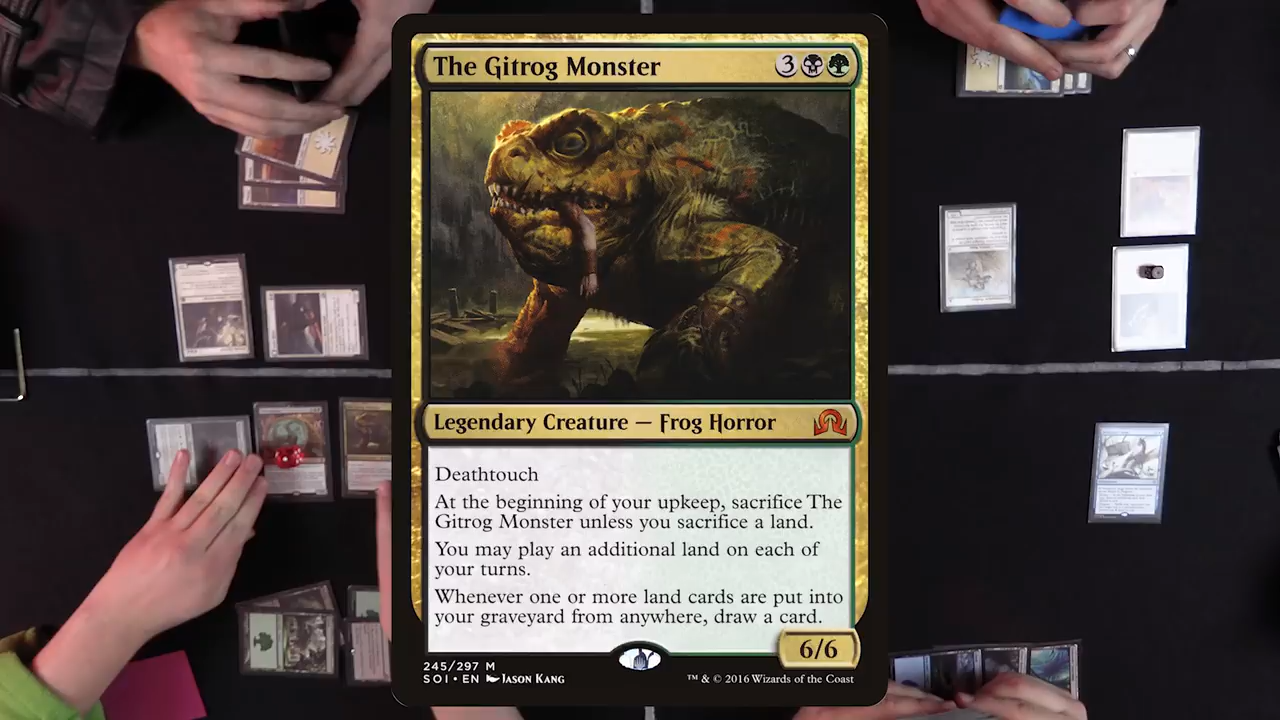 The Gitrog Monster 3
Legendary Creature — Frog Horror
Deathtouch
At the beginning of your upkeep, sacrifice The
Gitrog Monster unless you sacrifice a land.
You may play an additional land on each of
your turns.
Whenever one or more land cards are put into
your graveyard from anywhere, draw a card.
6/6
245/297 M
SOI • EN Jason Kang
™ & © 2016 Wizards of the Coast